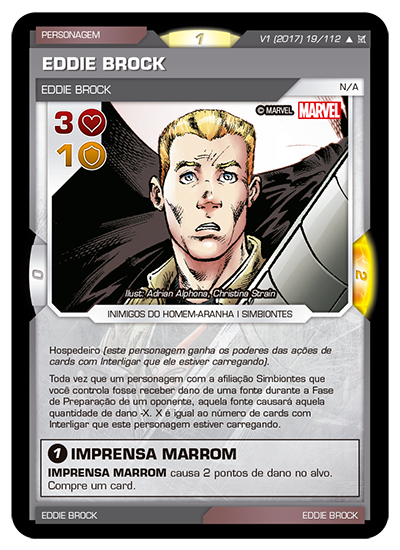 PERSONAGEM
1
V1 (2017) 19/112 ▲
EDDIE BROCK
EDDIE BROCK
N/A
3
1
© MARVEL MARVEL
0
2
Ilust: Adrian Alphona, Christina Strain
INIMIGOS DO HOMEM-ARANHA | SIMBIONTES
Hospedeiro (este personagem ganha os poderes das ações de
cards com Interligar que ele estiver carregando).
Toda vez que um personagem com a afiliação Simbiontes que
você controla fosse receber dano de uma fonte durante a Fase
de Preparação de um oponente, aquela fonte causará aquela
quantidade de dano -X. X é igual ao número de cards com
Interligar que este personagem estiver carregando.
1 IMPRENSA MARROM
IMPRENSA MARROM causa 2 pontos de dano no alvo.
Compre um card.
EDDIE BROCK
EDDIE BROCK